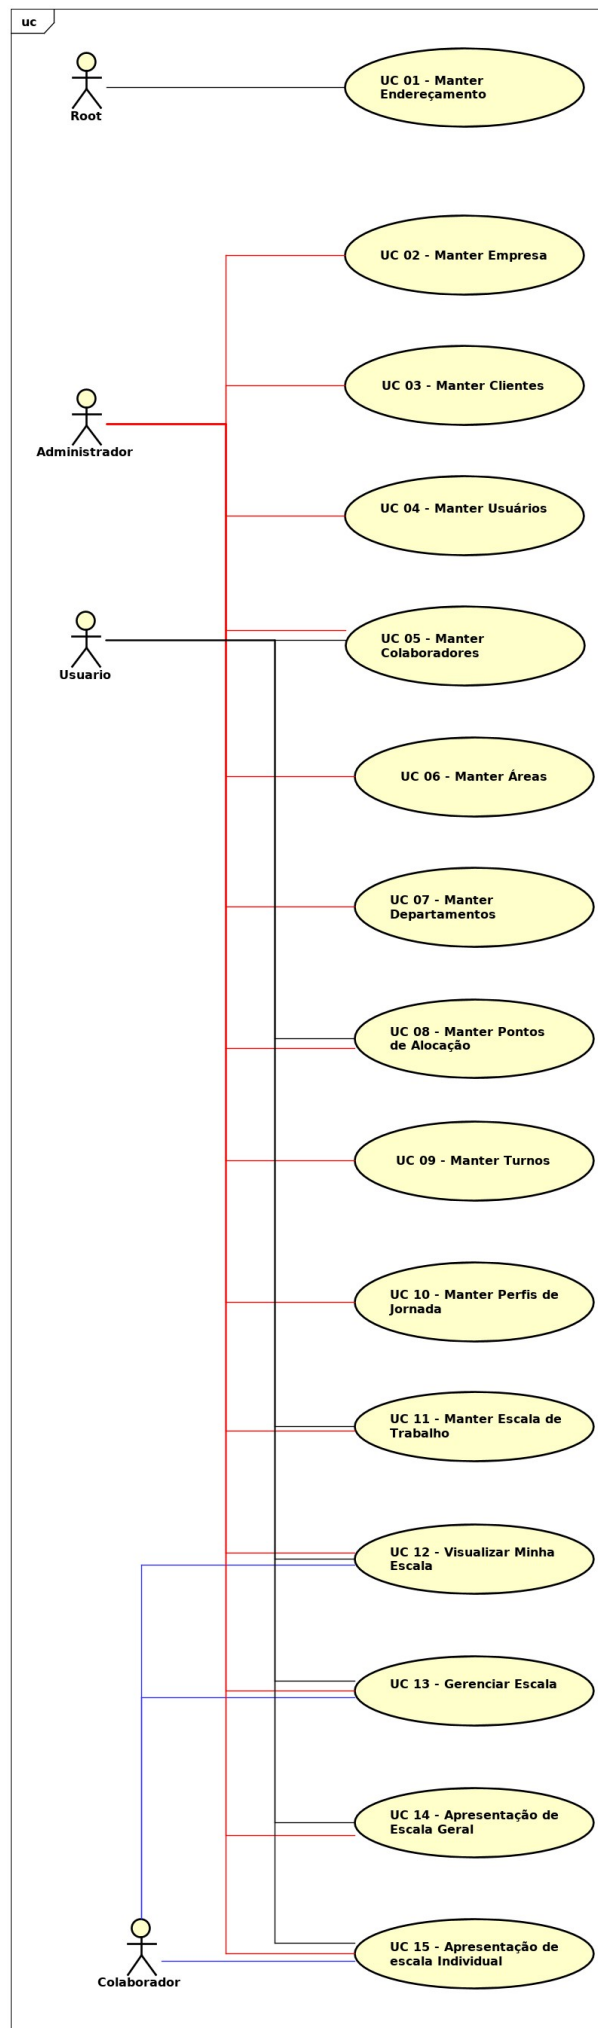 uc
Root
UC 01 - Manter
Endereçamento
UC 02 - Manter Empresa
UC 03 - Manter Clientes
Administrador
UC 04 - Manter Usuários
Usuario
UC 05 - Manter
Colaboradores
UC 06 - Manter Áreas
UC 07 - Manter
Departamentos
UC 08 - Manter Pontos
de Alocação
UC 09 - Manter Turnos
UC 10 - Manter Perfis de
Jornada
UC 11 - Manter Escala de
Trabalho
UC 12 - Visualizar Minha
Escala
UC 13 - Gerenciar Escala
UC 14 - Apresentação de
Escala Geral
UC 15 - Apresentação de
escala Individual
Colaborador